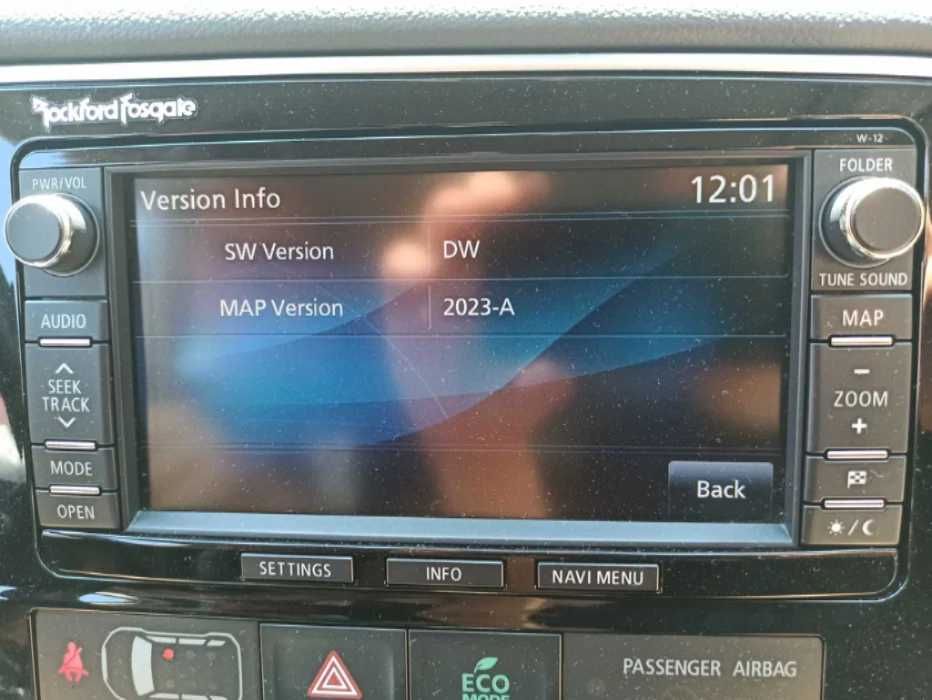 Rockford Fosgate
W-12
PWR/VOL
FOLDER
Version Info
12:01
SW Version
DW
TUNE SOUND
MAP Version
2023-A
AUDIO
MAP
SEEK
TRACK
ZOOM
MODE
OPEN
Back
SETTINGS
INFO
NAVI MENU
ECO
MODE
PASSENGER AIRBAG